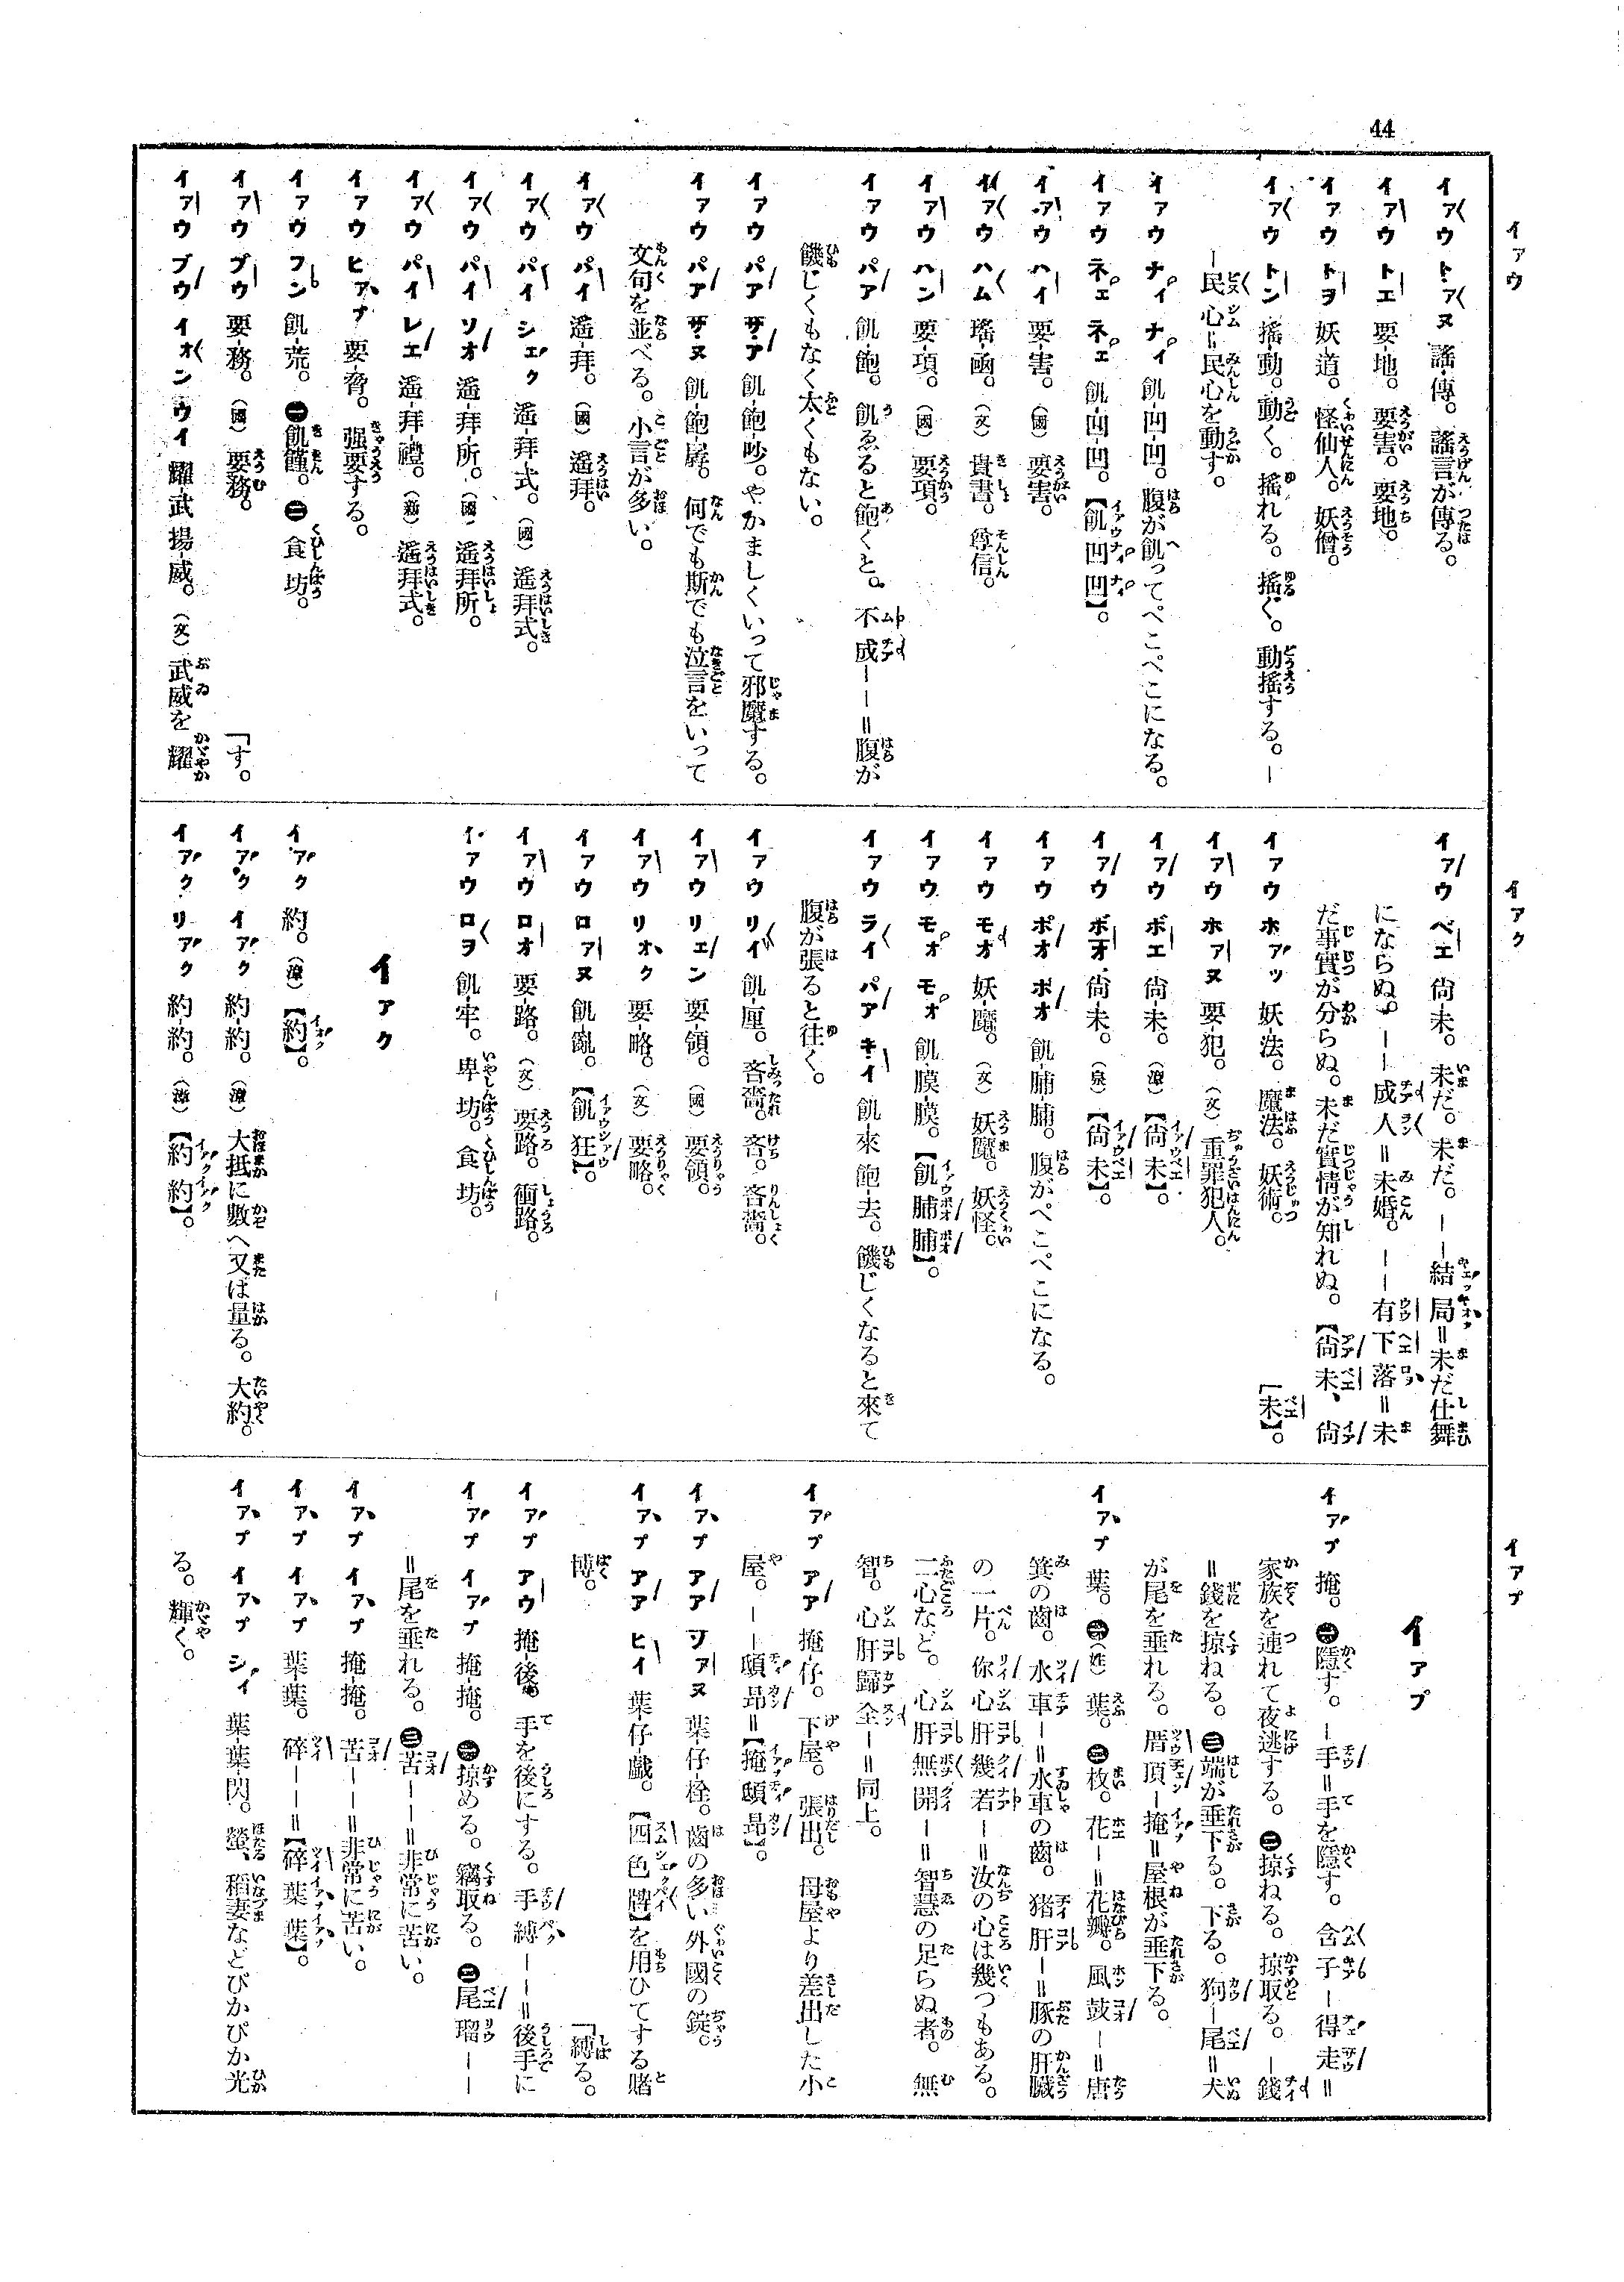 44
イァウ
イァク
イァプ
イァウ トァヌ 謠-傳。謠言が傳る。
イァウ トエ 要-地。要害。要地。
イァウ トヲ 妖-道。怪仙人。妖僧。
イァウ トン 搖-動。動く。搖れる。搖ぐ。動搖する。—
—民心=民心を動す。
イァウ ナィ ナィ 飢-凹-凹。腹が飢ってぺこぺこになる。
イァウ ネェ ネェ 飢-凹-凹。【飢凹凹】。
イァウ ハイ 要-害。(國)要害。
イァウ ハム 瑤-凾。(文)貴書。尊信。
イァウ ハン 要-項。(國)要項。
イァウ パア 飢-飽。飢ゑると飽くと。不成——=腹が
饑じくもなく太くもない。
イァウ パア ザア 飢-飽-吵。やかましくいって邪魔する。
イァウ パア ザヌ 飢-飽-孱。何でも斯でも泣言をいって
文句を並べる。小言が多い。
イァウ パイ 遥-拜。(國)遥拜。
イァウ パイ シェク 遥-拜-式。(國)遥拜式。
イァウ パイ ソオ 遥-拜-所。(國)遥拜所。
イァウ パイ レエ 遥-拜-禮。(新)遥拜式。
イァウ ヒァナ 要-脅。强要する。
イァウ フン 飢-荒。㊀飢饉。㊁食坊。
イァウ ブウ 要-務。(國)要務。 「す。
イァウ ブウ イオン ウイ 耀-武 揚-威。(文)武威を耀
イァウ ベエ 尙-未。未だ。未だ。——結局=未だ仕舞
にならぬ。——成人=未婚。——有下落=未
だ事實が分らぬ。未だ實情が知れぬ。【尙未、尙
イァウ ホァッ 妖-法。魔法。妖術。 「未】。
イァウ ホァヌ 要-犯。(文)重罪犯人。
イァウ ボエ 尙-未。(漳)【尙未】。
イァウ ボオ 尙-未。(泉)【尙未】。
イァウ ポオ ポオ 飢-脯-脯。腹がぺこぺこになる。
イァウ モオ 妖-魔。(文)妖魔。妖怪。
イァウ モォ モォ 飢-膜-膜。【飢脯脯】。
イァウ ライ パア キイ 飢-來 飽-去。饑じくなると來て
腹が張ると往く。
イァウ リイ 飢-厘。吝嗇。吝。吝嗇。
イァウ リェン 要-領。(國)要領。
イァウ リオク 要-略。(文)要略。
イァウ ロァヌ 飢-亂。【飢狂】。
イァウ ロオ 要-路。(文)要路。衝路。
イァウ ロヲ 飢-牢。卑坊。食坊。
イァク
イァク 約。(漳)【約】。
イァク イァク 約-約。(漳)大抵に數へ又は量る。大約。
イァク リァク 約-約。(漳)【約約】。
イァプ
イァプ 掩。㊀隱す。—手=手を隱す。含子—得走=
家族を連れて夜逃する。㊁掠ねる。掠取る。—錢
=錢を掠ねる。㊂端が垂下る。下る。狗—尾=犬
が尾を垂れる。厝頂—掩=屋根が垂下る。
イァプ 葉。㊀(姓)葉。㊁枚。花—=花瓣。風鼓—=唐
箕の齒。水車—=水車の齒。猪肝—=豚の肝臟
の一片。你心肝幾若—=汝の心は幾つもある。
二心など。心肝無開—=智慧の足らぬ者。無
智。心肝歸全—=同上。
イァプ アア 掩-仔。下屋。張出。母屋より差出した小
屋。——頤昻=【掩頤昻】。
イァプ アア ツァヌ 葉-仔-栓。齒の多い外國の錠。
イァプ アア ヒイ 葉-仔-戱。【四色牌】を用ひてする賭
博。 「縛る。
イァプ アウ 掩-後。手を後にする。手縛——=後手に
イァプ イァプ 掩-掩。㊀掠める。竊取る。㊁尾瑠——
=尾を垂れる。㊂苦——=非常に苦い。
イァプ イァプ 掩-掩。苦——=非常に苦い。
イァプ イァプ 葉-葉。碎——=【碎葉葉】。
イァプ イァプ シィ 葉-葉-閃。螢、稻妻などぴかぴか光
る。輝く。